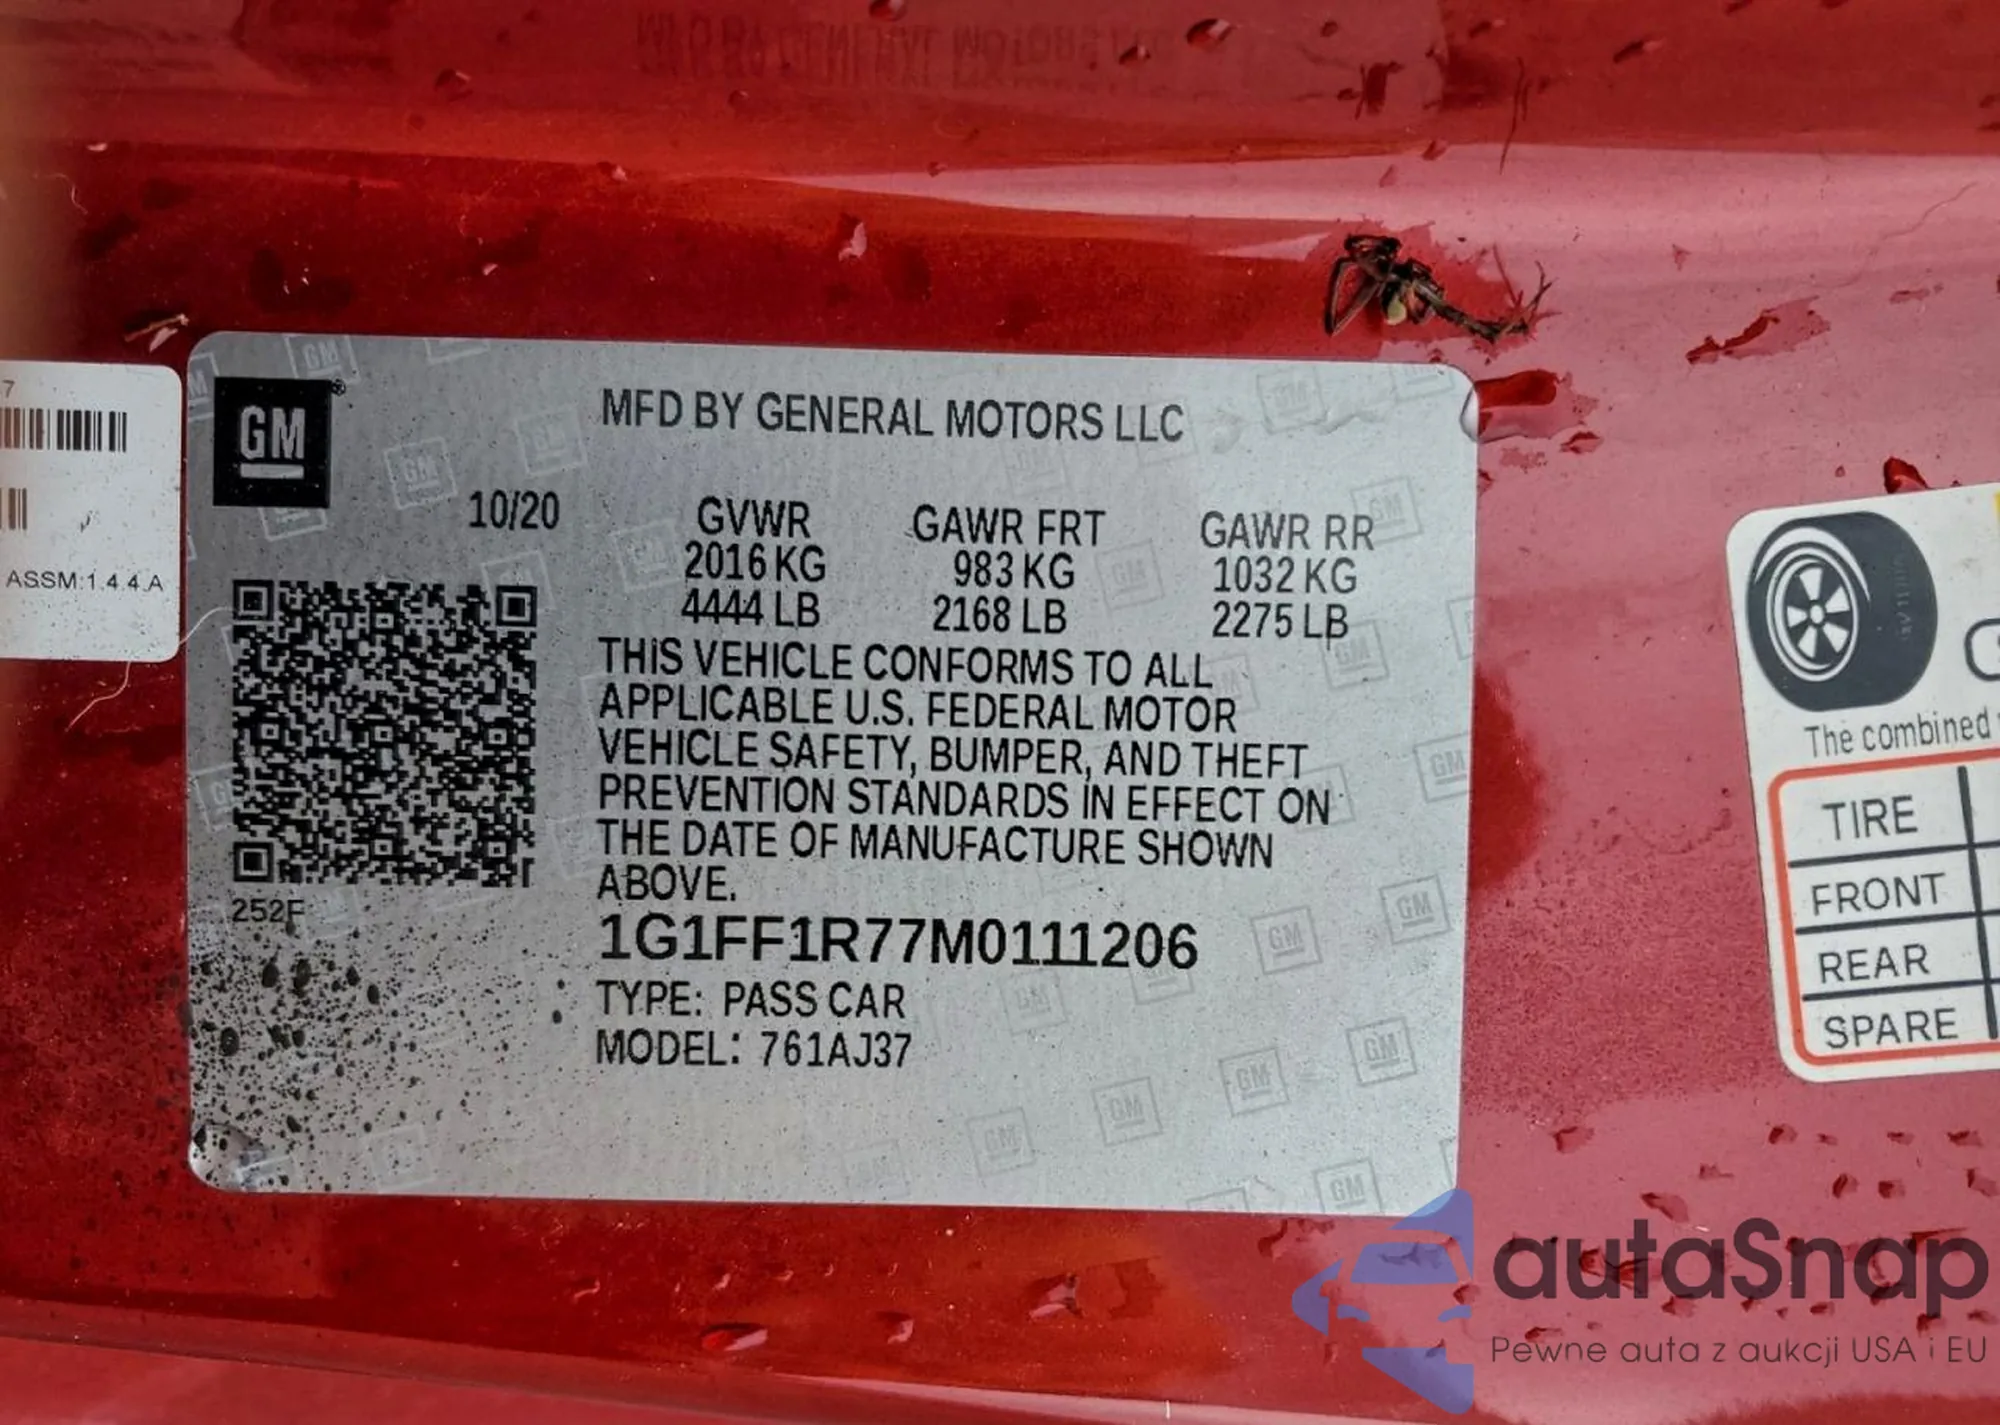 7
ASSM:1.4.4.A
GM
MFD BY GENERAL MOTORS LLC
10/20
GVWR GAWR FRT GAWR RR
2016 KG 983 KG 1032 KG
4444 LB 2168 LB 2275 LB
THIS VEHICLE CONFORMS TO ALL
APPLICABLE U.S. FEDERAL MOTOR
VEHICLE SAFETY, BUMPER, AND THEFT
PREVENTION STANDARDS IN EFFECT ON
THE DATE OF MANUFACTURE SHOWN
ABOVE.
252F
1G1FF1R77M0111206
TYPE: PASS CAR
MODEL: 761AJ37
The combined
TIRE
FRONT
REAR
SPARE
autaSnap
Pewne auta z aukcji USA i EU